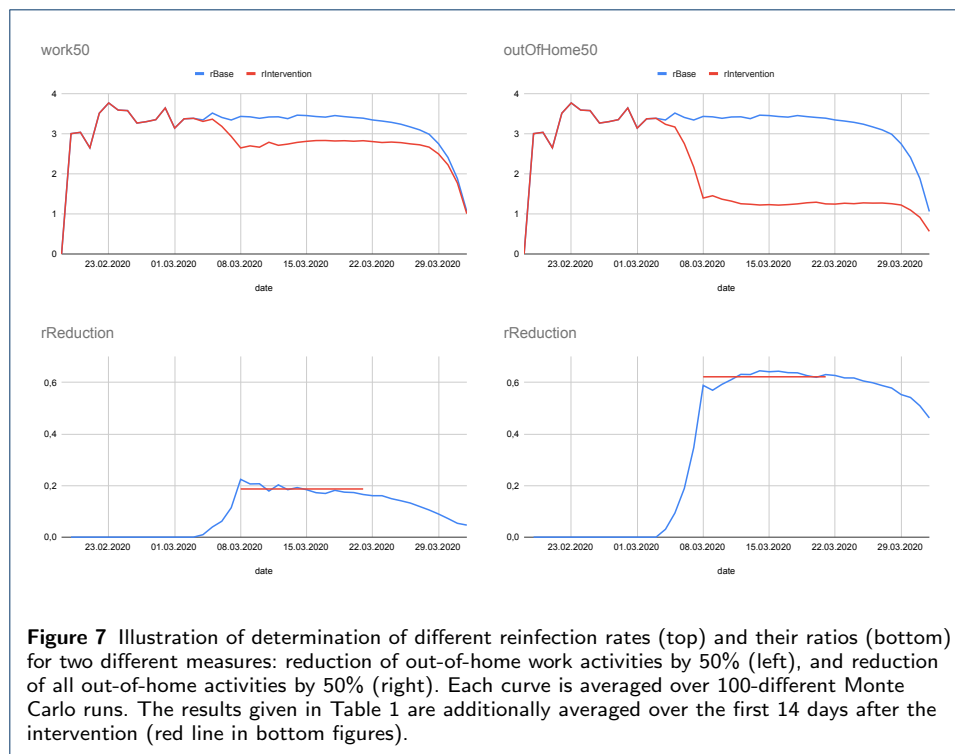 work50
rBase rIntervention
4
3
2
1
0
23.02.2020 01.03.2020 08.03.2020 15.03.2020 22.03.2020 29.03.2020
date
outOfHome50
rBase rIntervention
4
3
2
1
0
23.02.2020 01.03.2020 08.03.2020 15.03.2020 22.03.2020 29.03.2020
date
rReduction
0,6
0,4
0,2
0,0
23.02.2020 01.03.2020 08.03.2020 15.03.2020 22.03.2020 29.03.2020
date
rReduction
0,6
0,4
0,2
0,0
23.02.2020 01.03.2020 08.03.2020 15.03.2020 22.03.2020 29.03.2020
date
Figure 7 Illustration of determination of different reinfection rates (top) and their ratios (bottom)
for two different measures: reduction of out-of-home work activities by 50% (left), and reduction
of all out-of-home activities by 50% (right). Each curve is averaged over 100-different Monte
Carlo runs. The results given in Table 1 are additionally averaged over the first 14 days after the
intervention (red line in bottom figures).